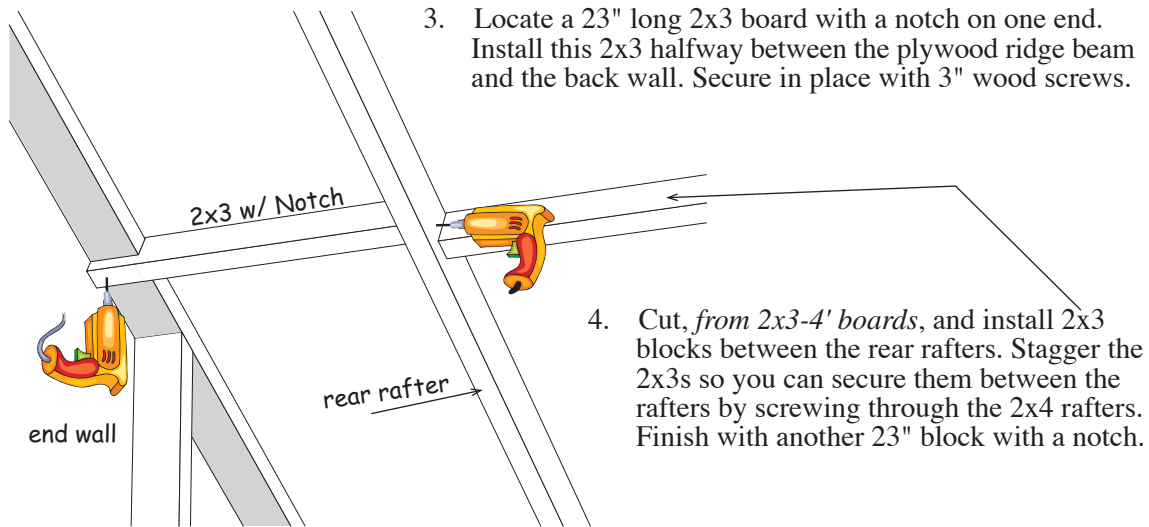 3. Locate a 23" long 2x3 board with a notch on one end.
Install this 2x3 halfway between the plywood ridge beam
and the back wall. Secure in place with 3" wood screws.
2x3 w/ Notch
4. Cut, from 2x3-4' boards, and install 2x3
blocks between the rear rafters. Stagger the
2x3s so you can secure them between the
rafters by screwing through the 2x4 rafters.
Finish with another 23" block with a notch.
rear rafter
end wall